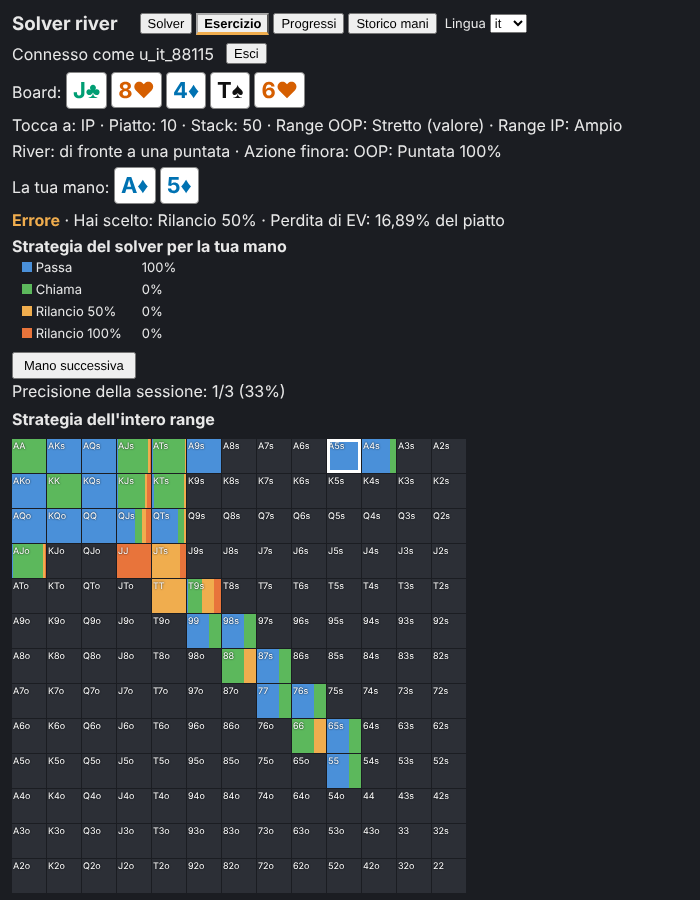 Solver river Solver Esercizio Progressi Storico mani Lingua it
Connesso come u_it_88115 Esci
Board: J♣ 8♥ 4♦ T♠ 6♥
Tocca a: IP · Piatto: 10 · Stack: 50 · Range OOP: Stretto (valore) · Range IP: Ampio
River: di fronte a una puntata · Azione finora: OOP: Puntata 100%
La tua mano: A♦ 5♦
Errore · Hai scelto: Rilancio 50% · Perdita di EV: 16,89% del piatto
Strategia del solver per la tua mano
Passa 100%
Chiama 0%
Rilancio 50% 0%
Rilancio 100% 0%
Mano successiva
Precisione della sessione: 1/3 (33%)
Strategia dell'intero range
AA AKs AQs AJs ATs A9s A8s A7s A6s A5s A4s A3s A2s
AKo KK KQs KJs KTs K9s K8s K7s K6s K5s K4s K3s K2s
AQo KQo QQ QJs QTs Q9s Q8s Q7s Q6s Q5s Q4s Q3s Q2s
AJo KJo QJo JJ JTs J9s J8s J7s J6s J5s J4s J3s J2s
ATo KTo QTo JTo TT T9s T8s T7s T6s T5s T4s T3s T2s
A9o K9o Q9o J9o T9o 99 98s 97s 96s 95s 94s 93s 92s
A8o K8o Q8o J8o T8o 98o 88 87s 86s 85s 84s 83s 82s
A7o K7o Q7o J7o T7o 97o 87o 77 76s 75s 74s 73s 72s
A6o K6o Q6o J6o T6o 96o 86o 76o 66 65s 64s 63s 62s
A5o K5o Q5o J5o T5o 95o 85o 75o 65o 55 54s 53s 52s
A4o K4o Q4o J4o T4o 94o 84o 74o 64o 54o 44 43s 42s
A3o K3o Q3o J3o T3o 93o 83o 73o 63o 53o 43o 33 32s
A2o K2o Q2o J2o T2o 92o 82o 72o 62o 52o 42o 32o 22